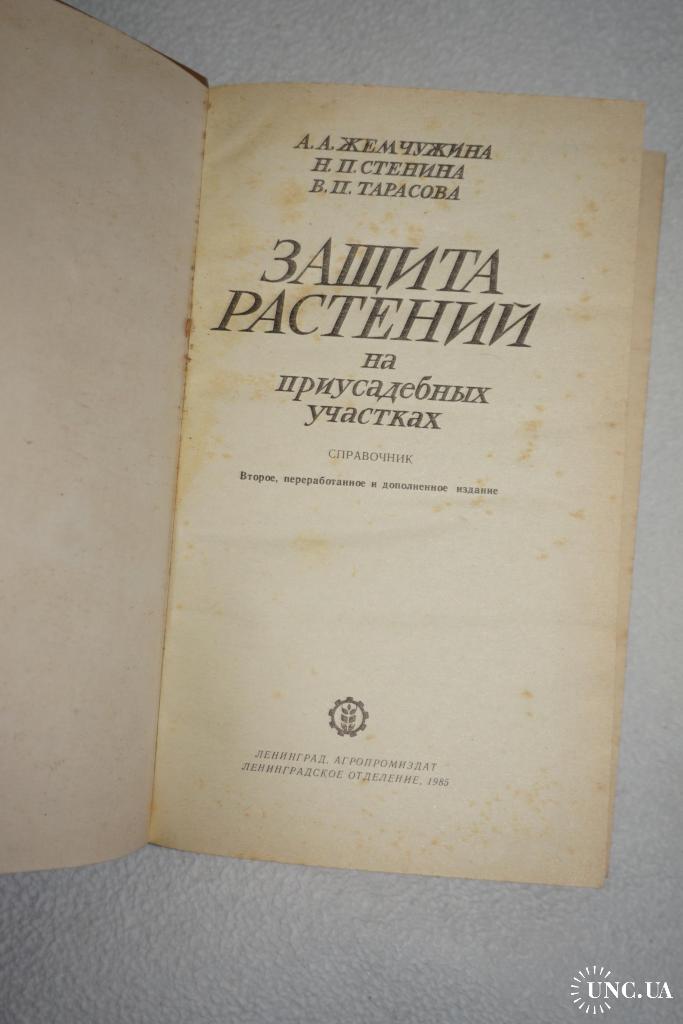 А. А. ЖЕМЧУЖИНА
Н. П. СТЕНИНА
В. П. ТАРАСОВА
ЗАЩИТА
РАСТЕНИЙ
на
приусадебных
участках
СПРАВОЧНИК
Второе, переработанное и дополненное издание
ЛЕНИНГРАД. АГРОПРОМИЗДАТ
ЛЕНИНГРАДСКОЕ ОТДЕЛЕНИЕ, 1985
UNC.UA